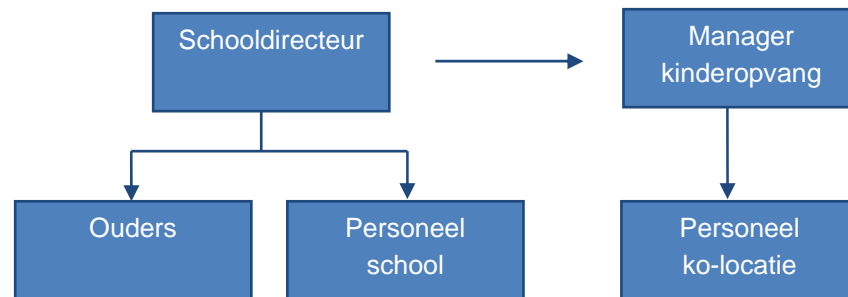 Schooldirecteur
Manager
kinderopvang
Ouders
Personeel
school
Personeel
ko-locatie